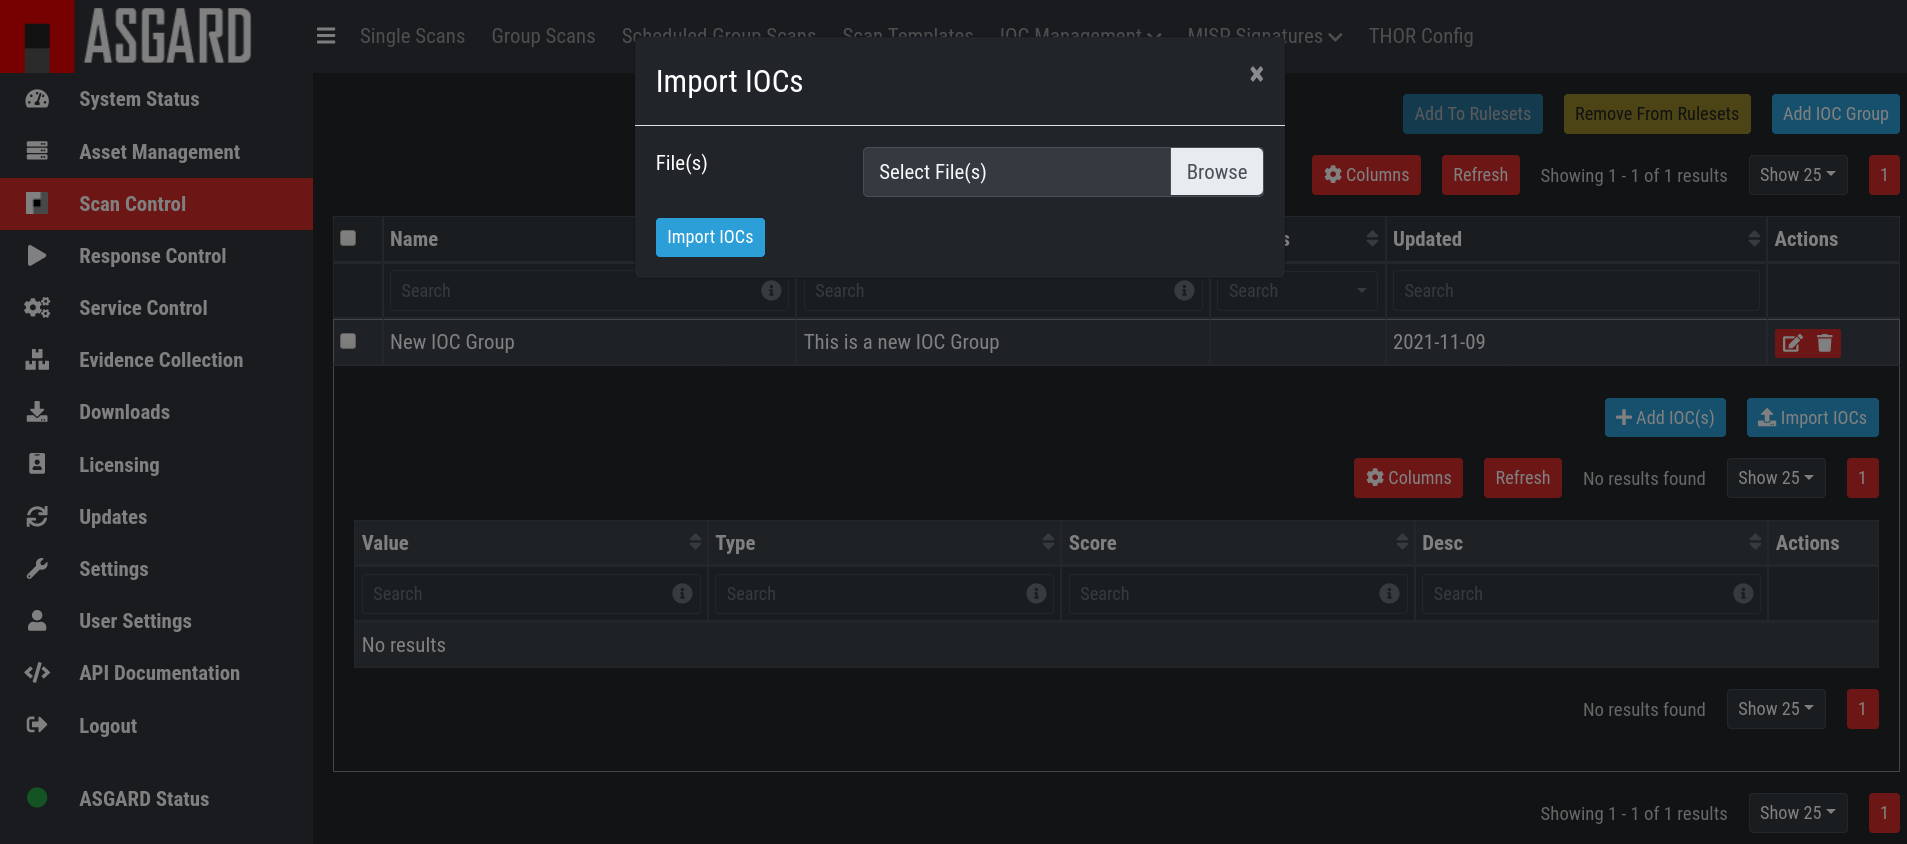 ASGARD
Single Scans Group Scans Scheduled Group Scans Scan Templates IOC Management MISP Signatures THOR Config
System Status
Asset Management
Scan Control
Response Control
Service Control
Evidence Collection
Downloads
Licensing
Updates
Settings
User Settings
API Documentation
Logout
ASGARD Status
Import IOCs ×
File(s) Select File(s) Browse
Import IOCs
Add To Rulesets Remove From Rulesets Add IOC Group
Columns Refresh Showing 1 - 1 of 1 results Show 25 1
Name Updated Actions
Search Search Search Search
New IOC Group This is a new IOC Group 2021-11-09
Add IOC(s) Import IOCs
Columns Refresh No results found Show 25 1
Value Type Score Desc Actions
Search Search Search Search
No results
No results found Show 25 1
Showing 1 - 1 of 1 results Show 25 1